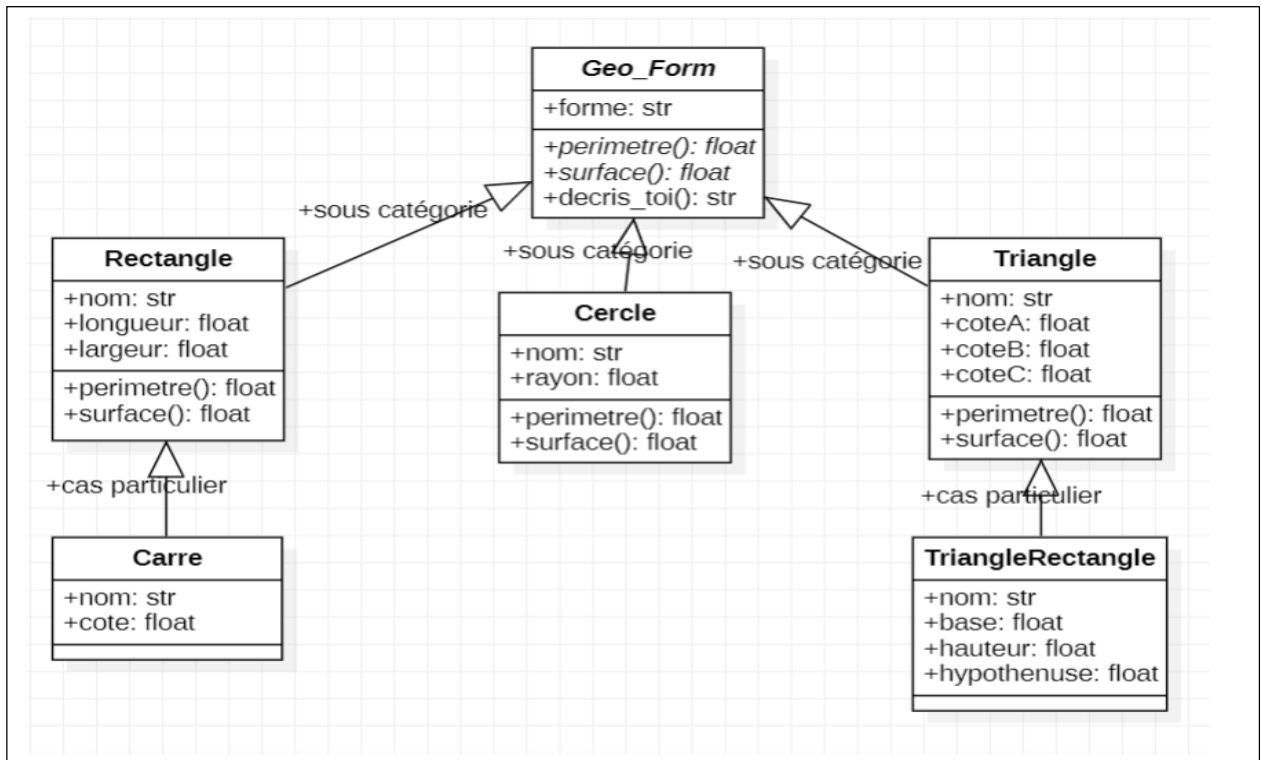 Geo_Form
+forme: str
+perimetre(): float
+surface(): float
+decris_toi(): str
+sous catégorie
+sous catégorie
+sous catégorie
Rectangle
+nom: str
+longueur: float
+largeur: float
+perimetre(): float
+surface(): float
Cercle
+nom: str
+rayon: float
+perimetre(): float
+surface(): float
Triangle
+nom: str
+coteA: float
+coteB: float
+coteC: float
+perimetre(): float
+surface(): float
+cas particulier
+cas particulier
Carre
+nom: str
+cote: float
TriangleRectangle
+nom: str
+base: float
+hauteur: float
+hypothenuse: float